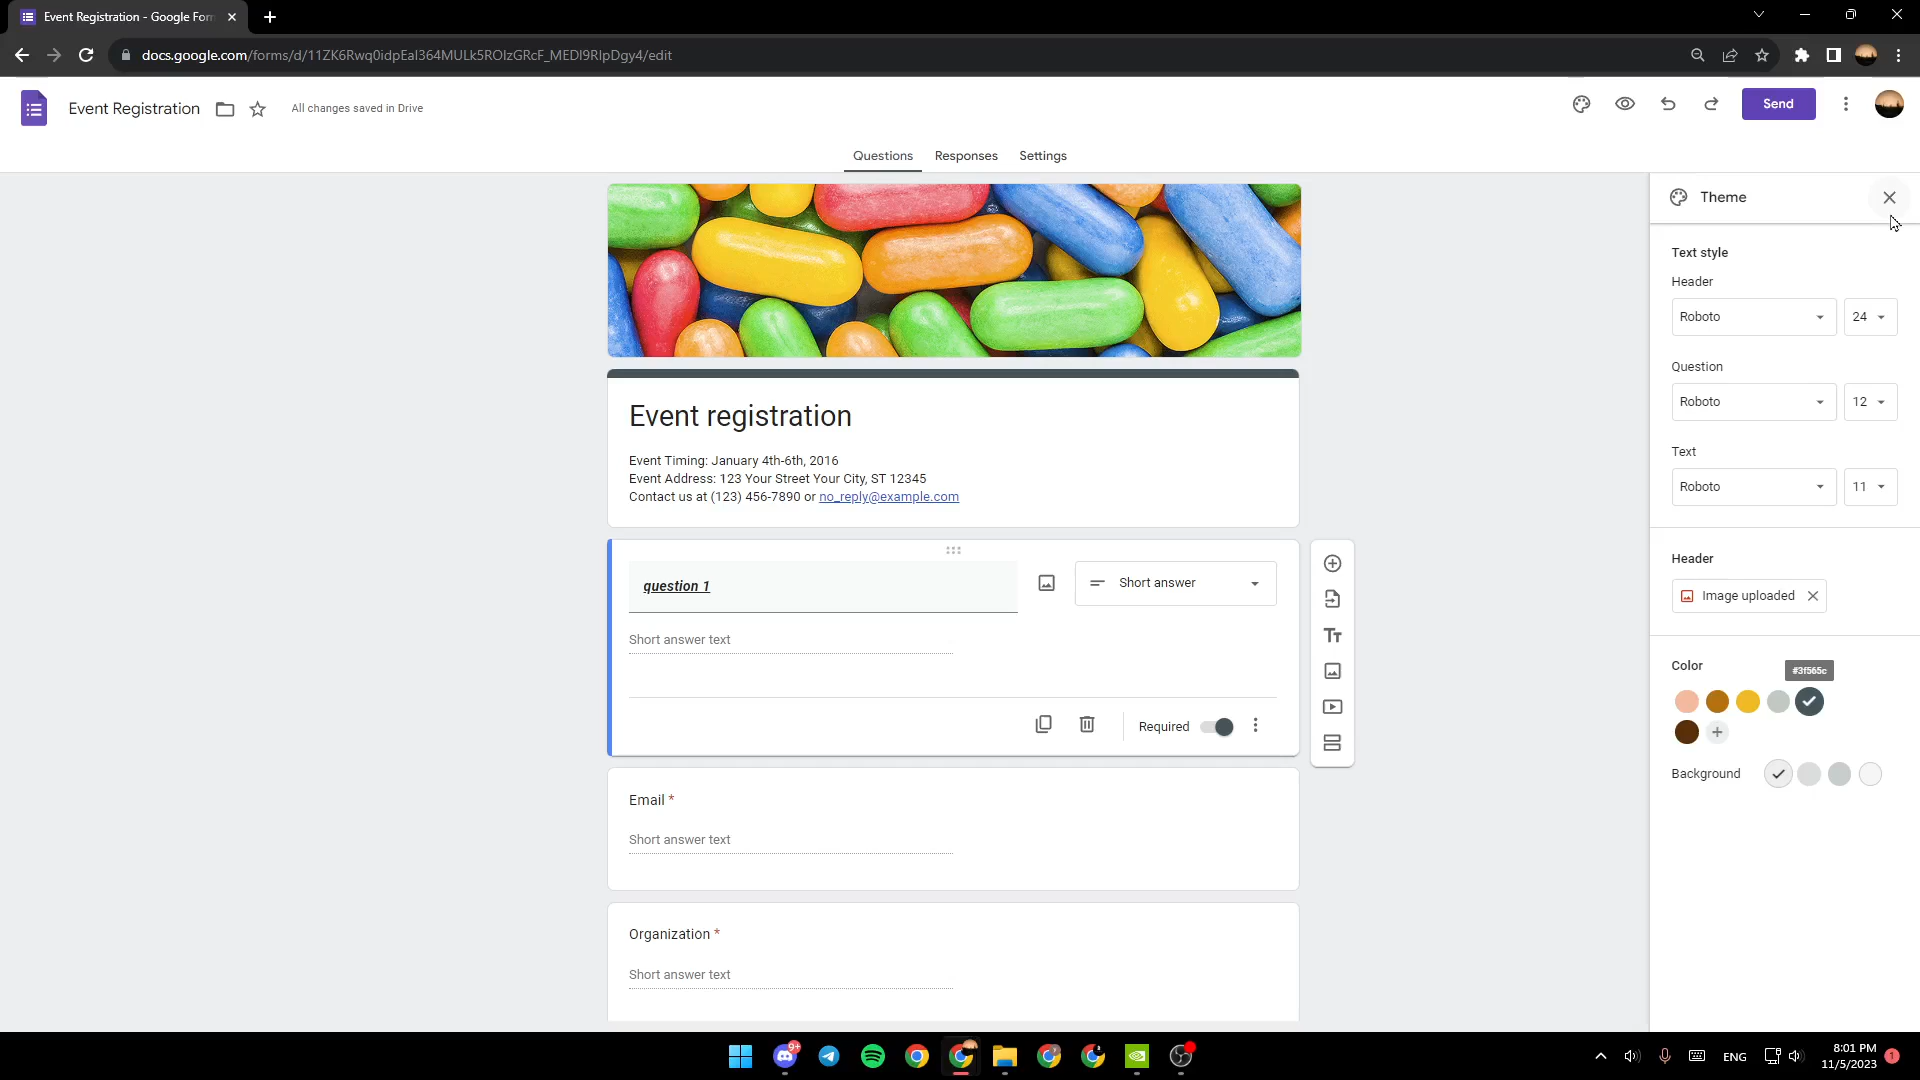 Event Registration - Google For
docs.google.com/forms/d/11ZK6Rwq0idpEal364MULk5ROIzGRcF_MEDI9RIpDgy4/edit
Event Registration
All changes saved in Drive
Send
Questions
Responses
Settings
Theme
Text style
Header
Roboto
24
Question
Roboto
12
Text
Roboto
11
Header
Image uploaded
Color
#3f565c
Background
Event registration
Event Timing: January 4th-6th, 2016
Event Address: 123 Your Street Your City, ST 12345
Contact us at (123) 456-7890 or no_reply@example.com
question 1
Short answer
Short answer text
Required
Email *
Short answer text
Organization *
Short answer text
9+
ENG
8:01 PM
11/5/2023
1